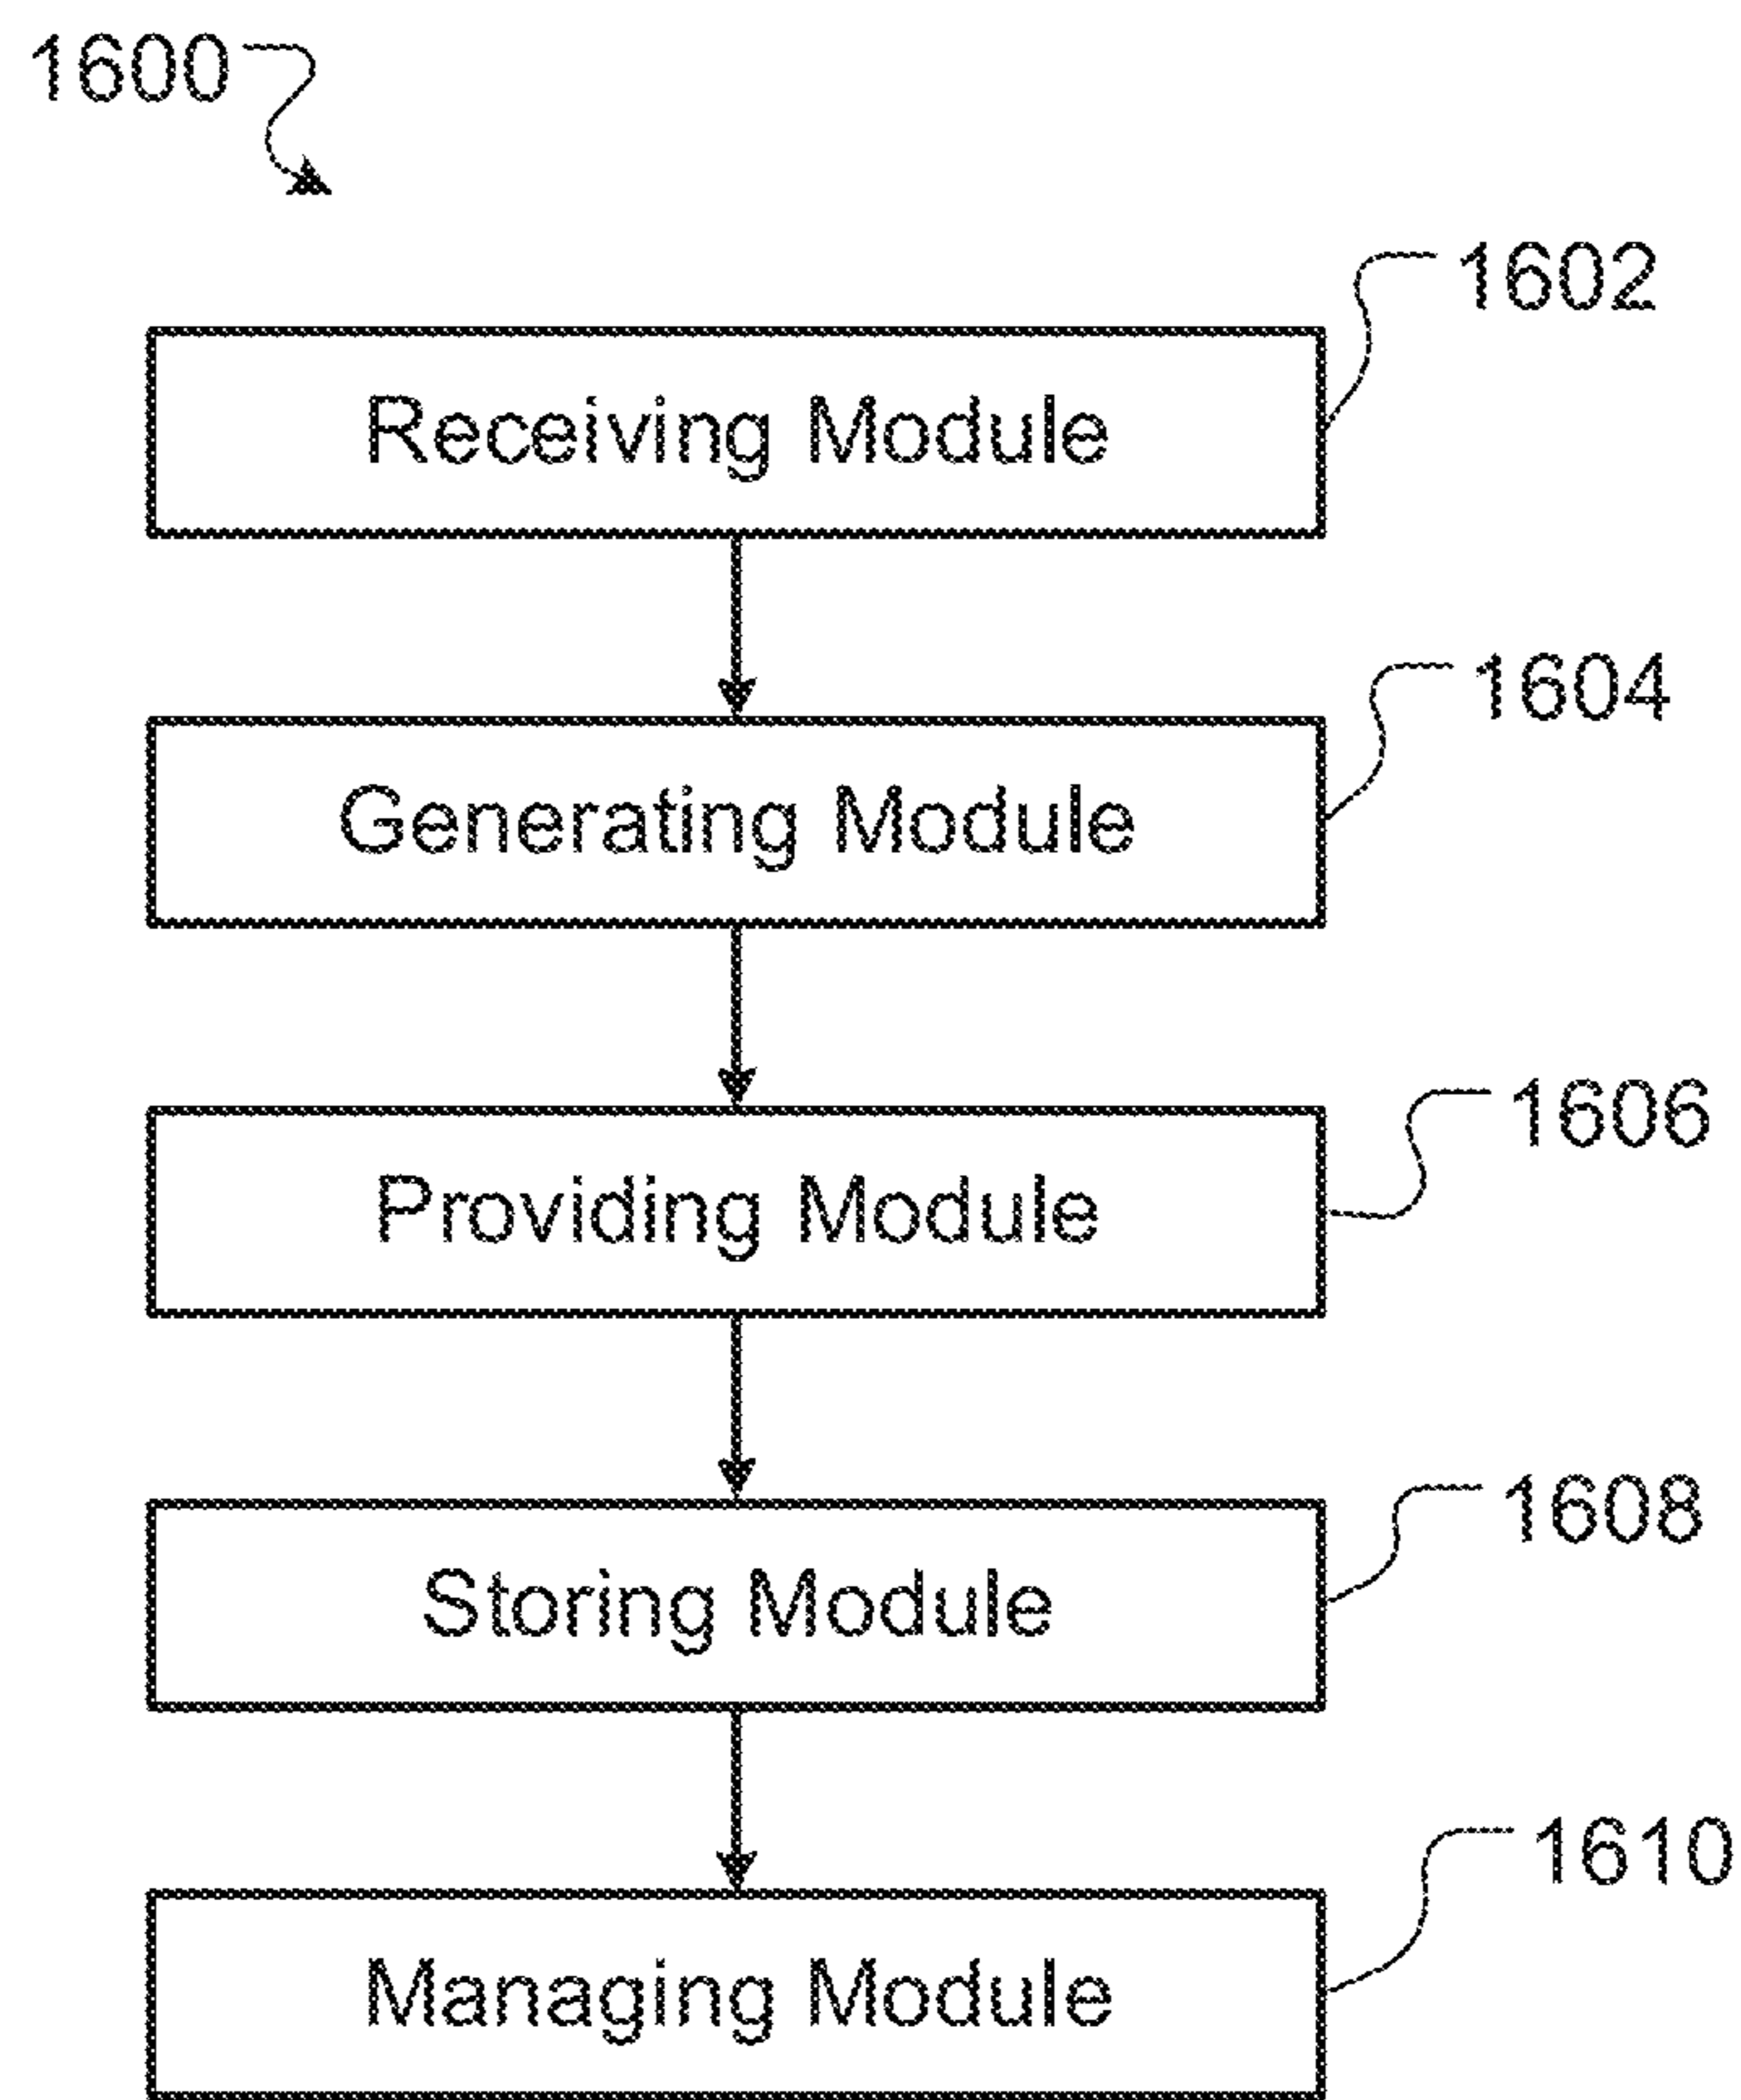 1600
1602
Receiving Module
1604
Generating Module
1606
Providing Module
1608
Storing Module
1610
Managing Module